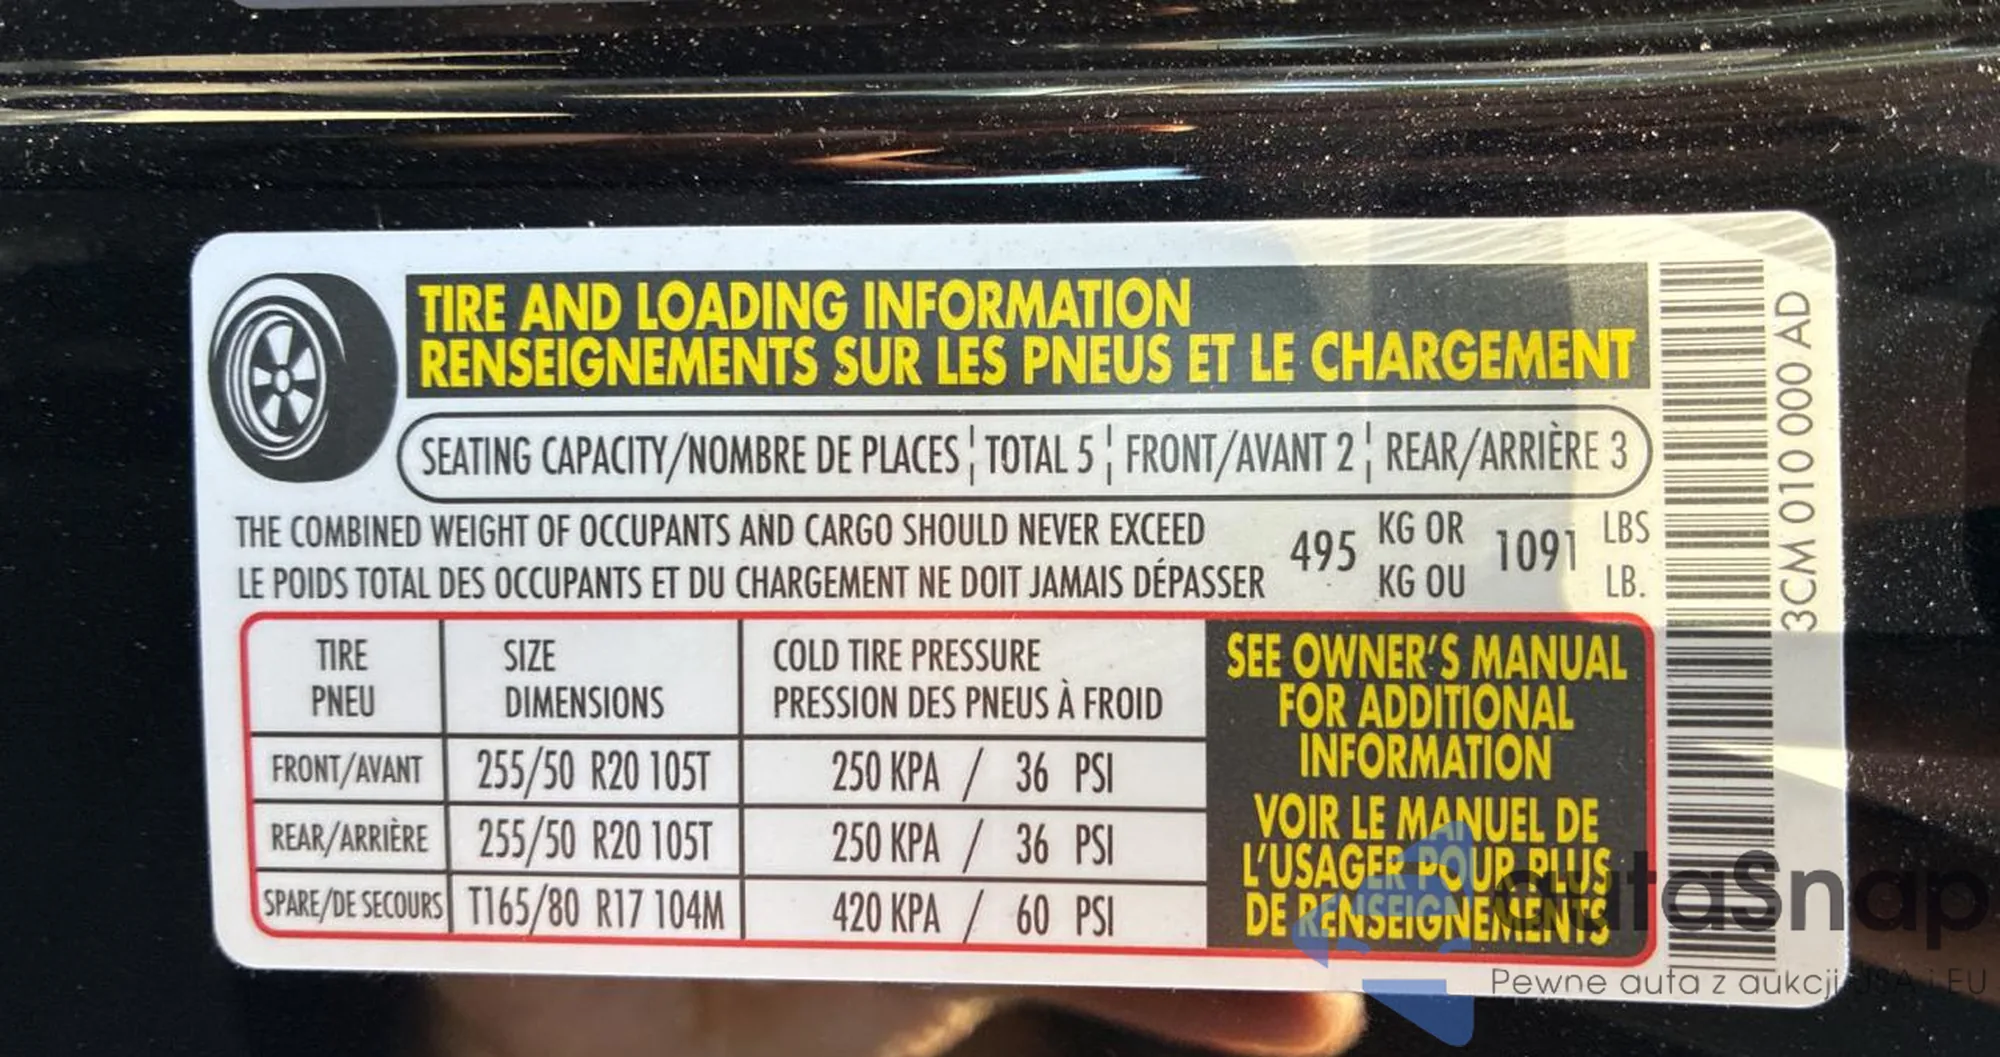 TIRE AND LOADING INFORMATION
RENSEIGNEMENTS SUR LES PNEUS ET LE CHARGEMENT
SEATING CAPACITY/NOMBRE DE PLACES ¦ TOTAL 5 ¦ FRONT/AVANT 2 ¦ REAR/ARRIÈRE 3
THE COMBINED WEIGHT OF OCCUPANTS AND CARGO SHOULD NEVER EXCEED 495 KG OR 1091 LBS
LE POIDS TOTAL DES OCCUPANTS ET DU CHARGEMENT NE DOIT JAMAIS DÉPASSER KG OU LB.
TIRE SIZE COLD TIRE PRESSURE
PNEU DIMENSIONS PRESSION DES PNEUS À FROID
FRONT/AVANT 255/50 R20 105T 250 KPA / 36 PSI
REAR/ARRIÈRE 255/50 R20 105T 250 KPA / 36 PSI
SPARE/DE SECOURS T165/80 R17 104M 420 KPA / 60 PSI
SEE OWNER'S MANUAL
FOR ADDITIONAL
INFORMATION
VOIR LE MANUEL DE
L'USAGER POUR PLUS
DE RENSEIGNEMENTS
3CM 010 000 AD
autaSnap
Pewne auta z aukcji USA i EU